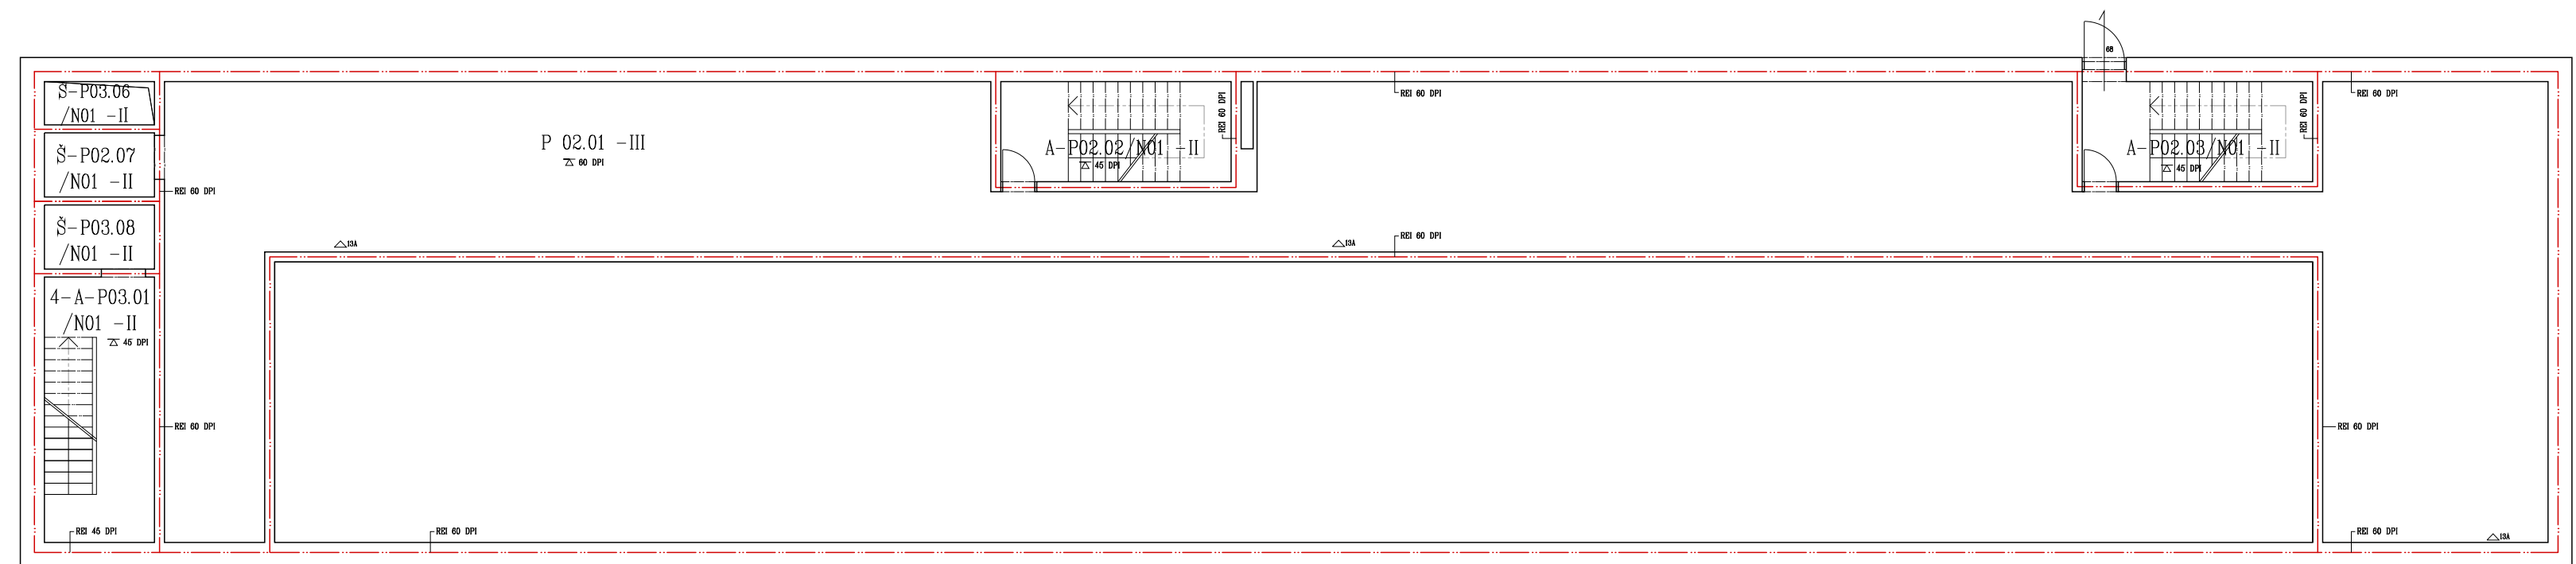 68
Š-P03.06
/N01 -II
REI 60 DPI
REI 60 DPI
REI 60 DPI
REI 60 DPI
P 02.01 -III
60 DPI
A-P02.02/N01 -II
45 DPI
A-P02.03/N01 -II
45 DPI
Š-P02.07
/N01 -II
REI 60 DPI
Š-P03.08
/N01 -II
13A
13A
REI 60 DPI
4-A-P03.01
/N01 -II
45 DPI
REI 60 DPI
REI 60 DPI
REI 45 DPI
REI 60 DPI
REI 60 DPI
13A